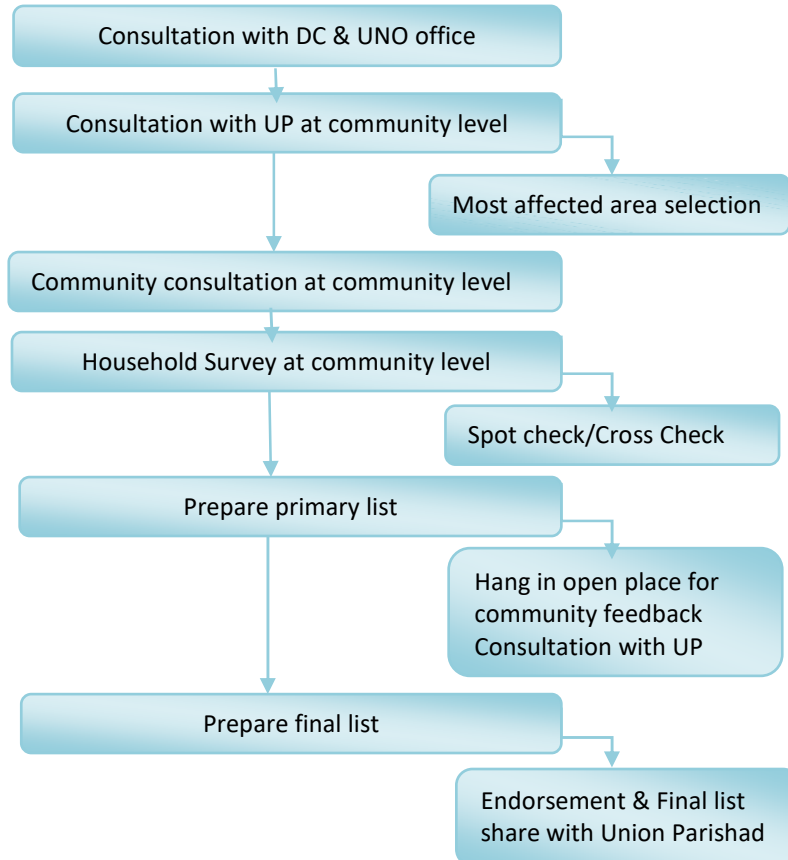 Consultation with DC & UNO office
Consultation with UP at community level
Most affected area selection
Community consultation at community level
Household Survey at community level
Spot check/Cross Check
Prepare primary list
Hang in open place for
community feedback
Consultation with UP
Prepare final list
Endorsement & Final list
share with Union Parishad